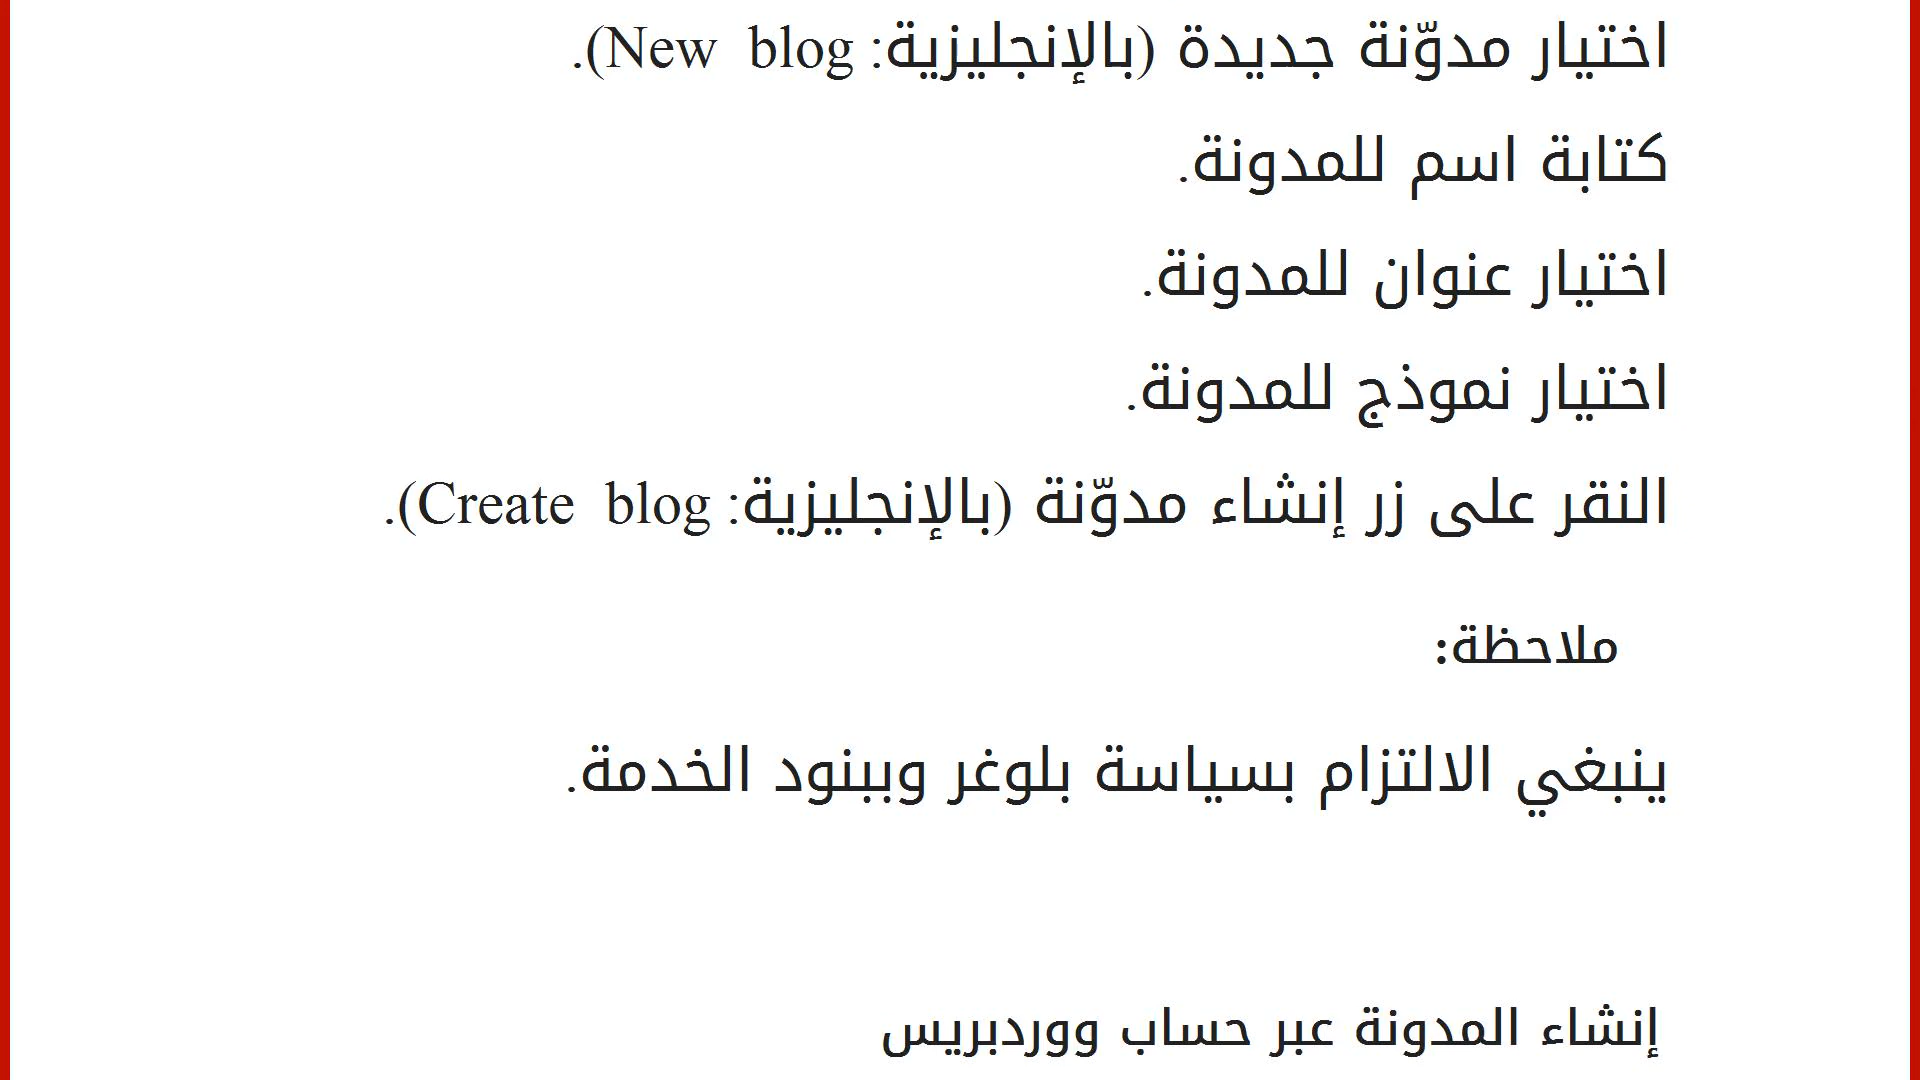 اختيار مدوّنة جديدة (بالإنجليزية: New blog).
كتابة اسم للمدونة.
اختيار عنوان للمدونة.
اختيار نموذج للمدونة.
النقر على زر إنشاء مدوّنة (بالإنجليزية: Create blog).
ملاحظة:
ينبغي الالتزام بسياسة بلوغر وببنود الخدمة.
إنشاء المدونة عبر حساب ووردبريس